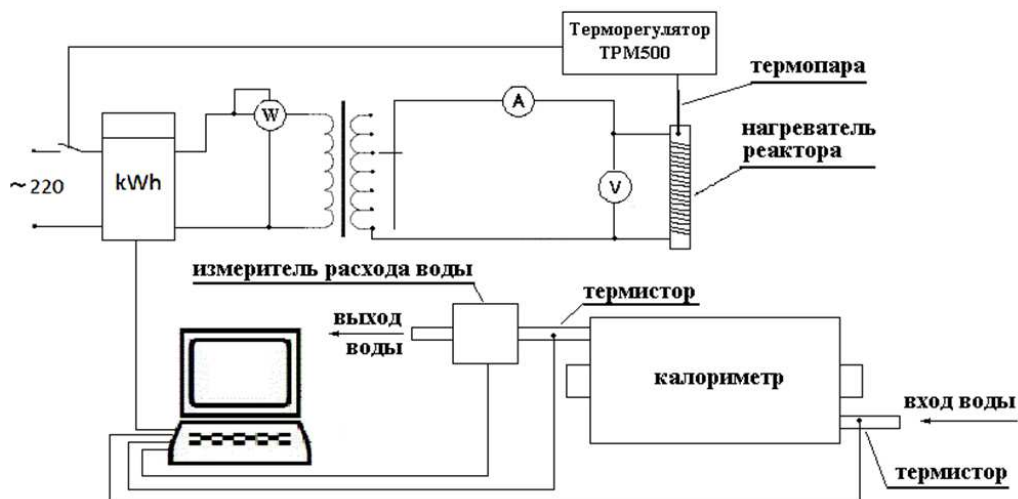 Терморегулятор
ТРМ500
термопара
нагреватель
реактора
W
A
V
~220
kWh
измеритель расхода воды
термистор
выход
воды
калориметр
вход воды
термистор